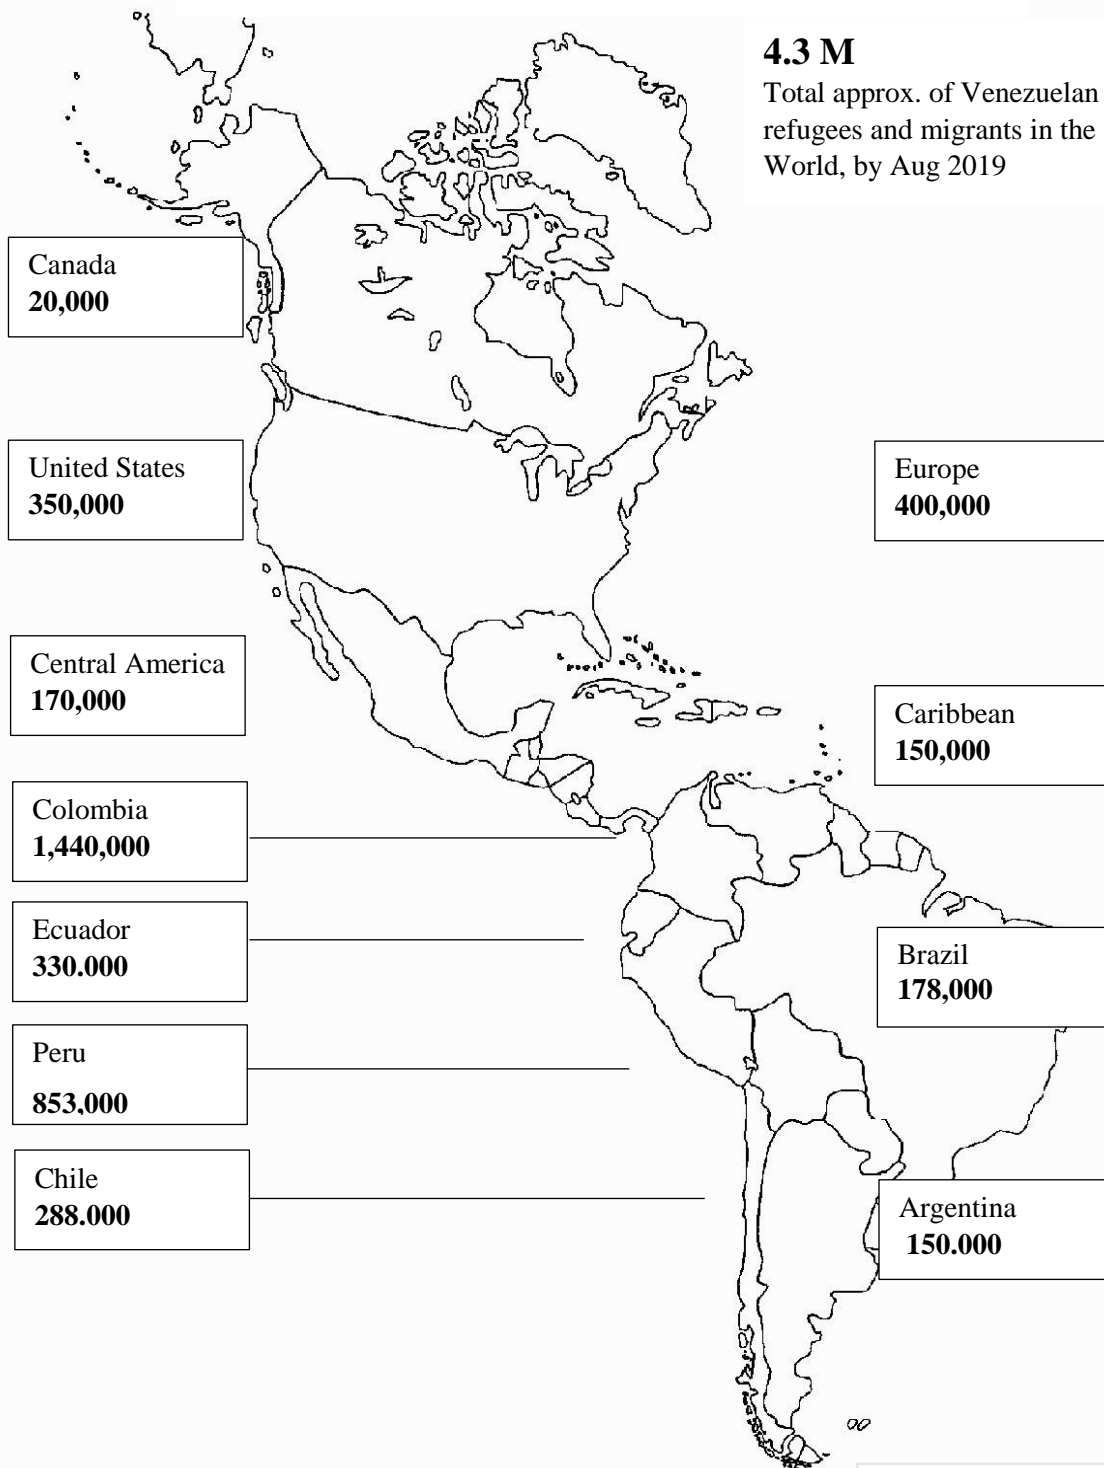 4.3 M
Total approx. of Venezuelan
refugees and migrants in the
World, by Aug 2019
Canada
20,000
United States
350,000
Europe
400,000
Central America
170,000
Caribbean
150,000
Colombia
1,440,000
Ecuador
330.000
Brazil
178,000
Peru
853,000
Chile
288.000
Argentina
150.000